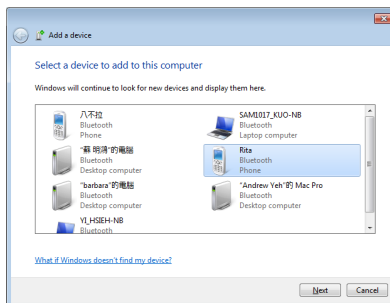 Add a device
Select a device to add to this computer
Windows will continue to look for new devices and display them here.
八不拉
Bluetooth
Phone
SAM1017_KUO-NB
Bluetooth
Laptop computer
"蘇 明鴻"的電腦
Bluetooth
Desktop computer
Rita
Bluetooth
Phone
"barbara"的電腦
Bluetooth
Desktop computer
"Andrew Yeh"的 Mac Pro
Bluetooth
Desktop computer
YI_HSIEH-NB
Bluetooth
What if Windows doesn't find my device?
Next
Cancel